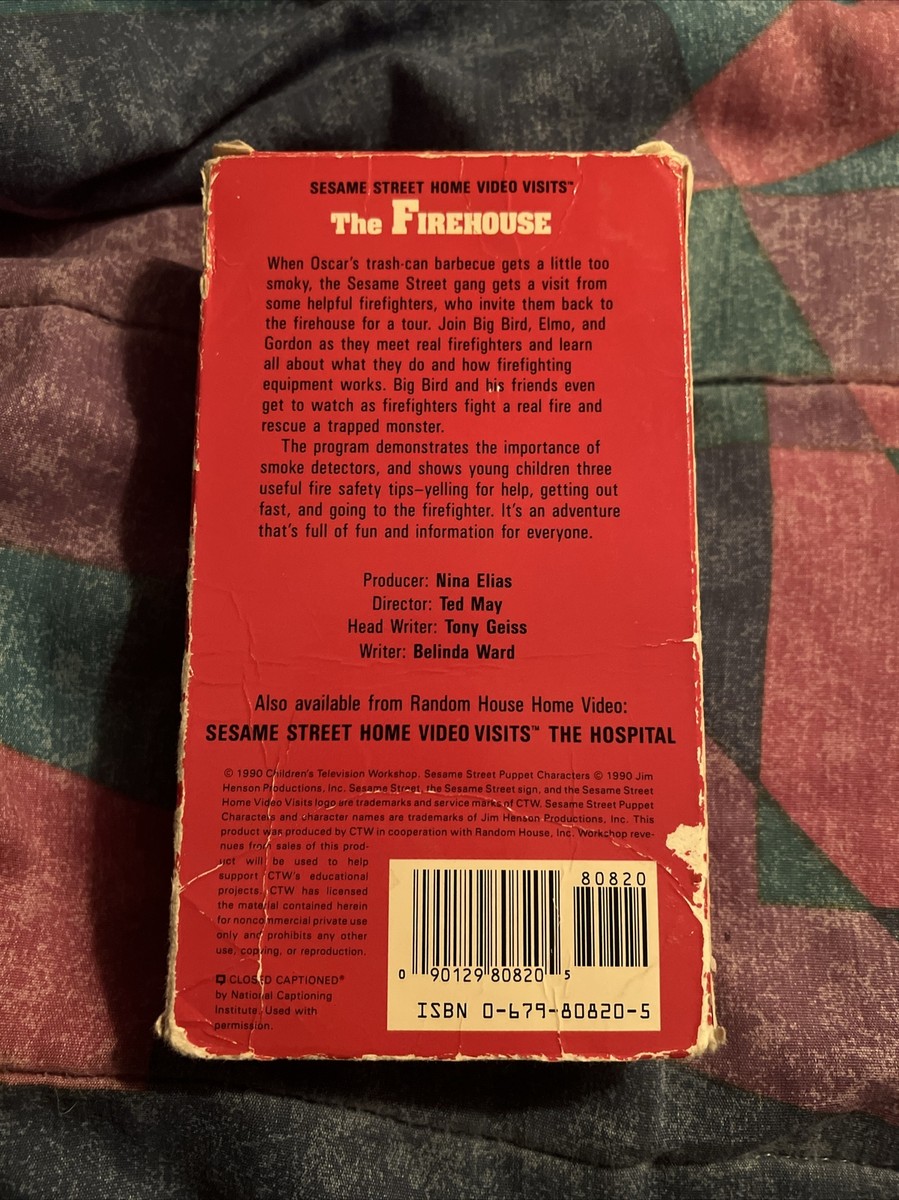 SESAME STREET HOME VIDEO VISITS™
The FIREHOUSE
When Oscar's trash-can barbecue gets a little too
smoky, the Sesame Street gang gets a visit from
some helpful firefighters, who invite them back to
the firehouse for a tour. Join Big Bird, Elmo, and
Gordon as they meet real firefighters and learn
all about what they do and how firefighting
equipment works. Big Bird and his friends even
get to watch as firefighters fight a real fire and
rescue a trapped monster.
The program demonstrates the importance of
smoke detectors, and shows young children three
useful fire safety tips–yelling for help, getting out
fast, and going to the firefighter. It's an adventure
that's full of fun and information for everyone.
Producer: Nina Elias
Director: Ted May
Head Writer: Tony Geiss
Writer: Belinda Ward
Also available from Random House Home Video:
SESAME STREET HOME VIDEO VISITS™ THE HOSPITAL
© 1990 Children's Television Workshop. Sesame Street Puppet Characters © 1990 Jim
Henson Productions, Inc. Sesame Street, the Sesame Street sign, and the Sesame Street
Home Video Visits logo are trademarks and service marks of CTW. Sesame Street Puppet
Characters and character names are trademarks of Jim Henson Productions, Inc. This
product was produced by CTW in cooperation with Random House, Inc. Workshop reve-
nues from sales of this prod-
uct will be used to help
support CTW's educational
projects. CTW has licensed
the material contained herein
for noncommercial private use
only and prohibits any other
use, copying, or reproduction.
CLOSED CAPTIONED®
by National Captioning
Institute. Used with
permission.
80820
0 90129 80820 5
ISBN 0-679-80820-5